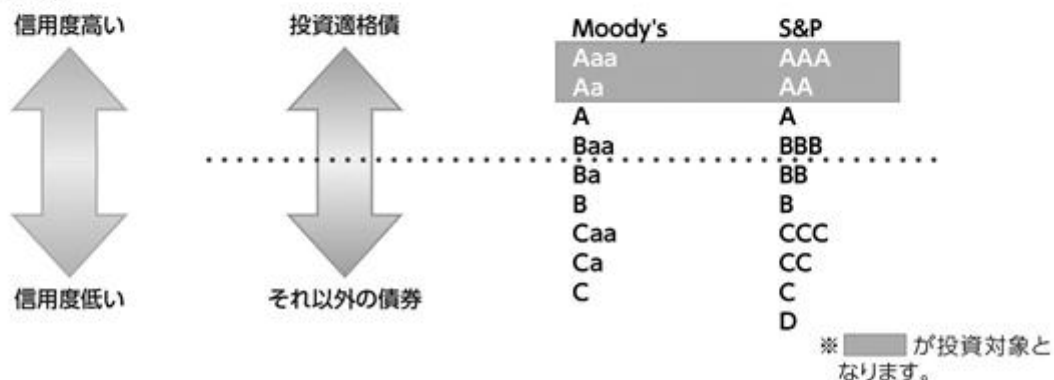 信用度高い 投資適格債 Moody's S&P
Aaa AAA
Aa AA
A A
Baa BBB
Ba BB
B B
Caa CCC
Ca CC
信用度低い それ以外の債券 C C
D
※ が投資対象と
なります。